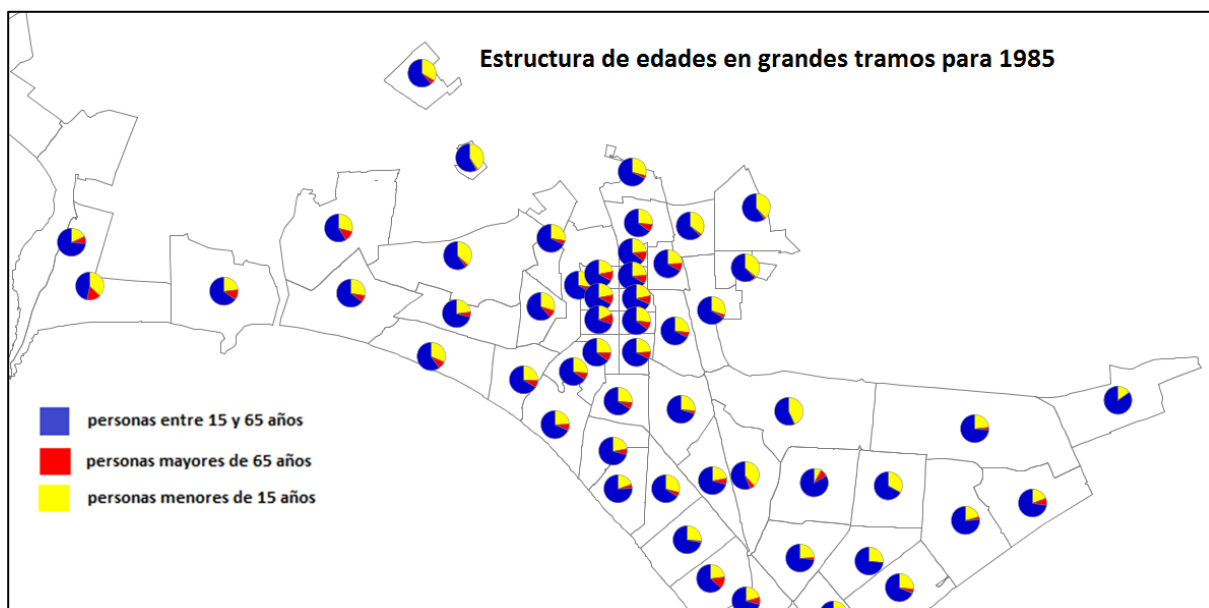 Estructura de edades en grandes tramos para 1985
personas entre 15 y 65 años
personas mayores de 65 años
personas menores de 15 años